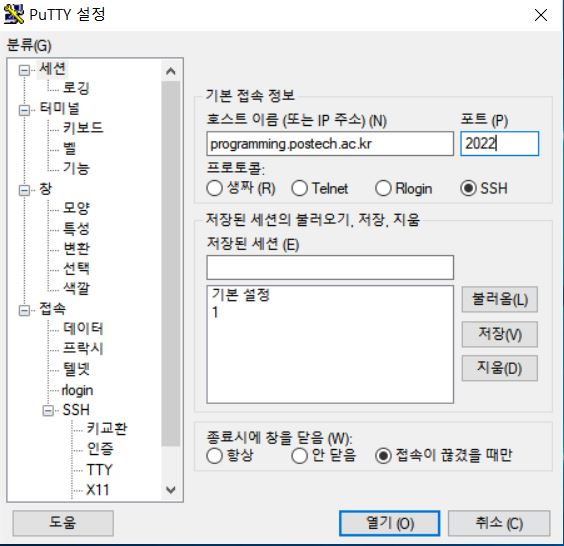 PuTTY 설정
분류(G)
세션
로깅
터미널
키보드
벨
기능
창
모양
특성
변환
선택
색깔
접속
데이터
프락시
텔넷
rlogin
SSH
키교환
인증
TTY
X11
기본 접속 정보
호스트 이름 (또는 IP 주소) (N) 포트 (P)
programming.postech.ac.kr 2022
프로토콜:
생짜 (R) Telnet Rlogin SSH
저장된 세션의 불러오기, 저장, 지움
저장된 세션 (E)
기본 설정
1
불러옴(L)
저장(V)
지움(D)
종료시에 창을 닫음 (W):
항상 안 닫음 접속이 끊겼을 때만
도움 열기 (O) 취소 (C)